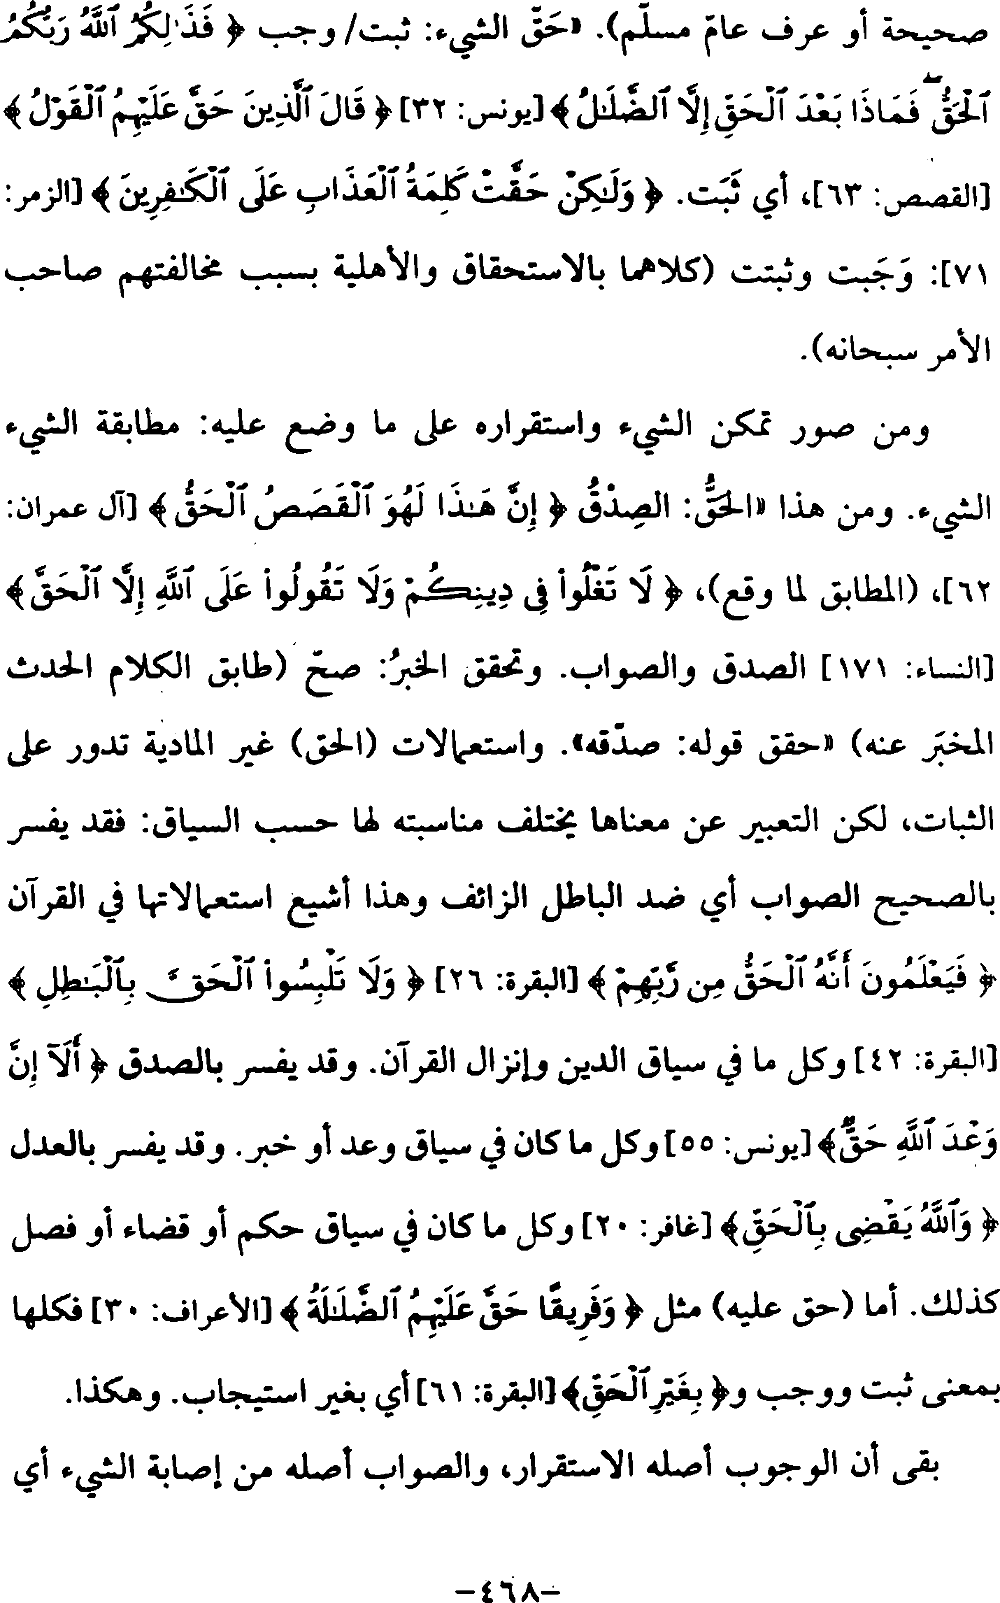 صحيحة أو عرف عامّ مسلّم). «حَقّ الشيء: ثبت/ وجب ﴿ فَذَٰلِكُمُ ٱللَّهُ رَبُّكُمُ
ٱلْحَقُّ ۖ فَمَاذَا بَعْدَ ٱلْحَقِّ إِلَّا ٱلضَّلَٰلُ ﴾ [يونس: ٣٢] ﴿ قَالَ ٱلَّذِينَ حَقَّ عَلَيْهِمُ ٱلْقَوْلُ ﴾
[القصص: ٦٣]، أي ثَبَت. ﴿ وَلَٰكِنْ حَقَّتْ كَلِمَةُ ٱلْعَذَابِ عَلَى ٱلْكَٰفِرِينَ ﴾ [الزمر:
٧١]: وَجَبت وثبتت (كلاهما بالاستحقاق والأهلية بسبب مخالفتهم صاحب
الأمر سبحانه).
ومن صور تمكن الشيء واستقراره على ما وضع عليه: مطابقة الشيء
الشيء. ومن هذا «الحَقُّ: الصِدْقُ ﴿ إِنَّ هَٰذَا لَهُوَ ٱلْقَصَصُ ٱلْحَقُّ ﴾ [آل عمران:
٦٢]، (المطابق لما وقع)، ﴿ لَا تَغْلُوا۟ فِى دِينِكُمْ وَلَا تَقُولُوا۟ عَلَى ٱللَّهِ إِلَّا ٱلْحَقَّ ﴾
[النساء: ١٧١] الصدق والصواب. وتحقق الخبرُ: صحّ (طابق الكلام الحدث
المخبَر عنه) «حقق قوله: صدّقه». واستعمالات (الحق) غير المادية تدور على
الثبات، لكن التعبير عن معناها يختلف مناسبته لها حسب السياق: فقد يفسر
بالصحيح الصواب أي ضد الباطل الزائف وهذا أشيع استعمالاتها في القرآن
﴿ فَيَعْلَمُونَ أَنَّهُ ٱلْحَقُّ مِن رَّبِّهِمْ ﴾ [البقرة: ٢٦] ﴿ وَلَا تَلْبِسُوا۟ ٱلْحَقَّ بِٱلْبَٰطِلِ ﴾
[البقرة: ٤٢] وكل ما في سياق الدين وإنزال القرآن. وقد يفسر بالصدق ﴿ أَلَآ إِنَّ
وَعْدَ ٱللَّهِ حَقٌّ ﴾ [يونس: ٥٥] وكل ما كان في سياق وعد أو خبر. وقد يفسر بالعدل
﴿ وَٱللَّهُ يَقْضِى بِٱلْحَقِّ ﴾ [غافر: ٢٠] وكل ما كان في سياق حكم أو قضاء أو فصل
كذلك. أما (حق عليه) مثل ﴿ وَفَرِيقًا حَقَّ عَلَيْهِمُ ٱلضَّلَٰلَةُ ﴾ [الأعراف: ٣٠] فكلها
بمعنى ثبت ووجب و﴿ بِغَيْرِ ٱلْحَقِّ ﴾ [البقرة: ٦١] أي بغير استيجاب. وهكذا.
بقى أن الوجوب أصله الاستقرار، والصواب أصله من إصابة الشيء أي
-٤٦٨-